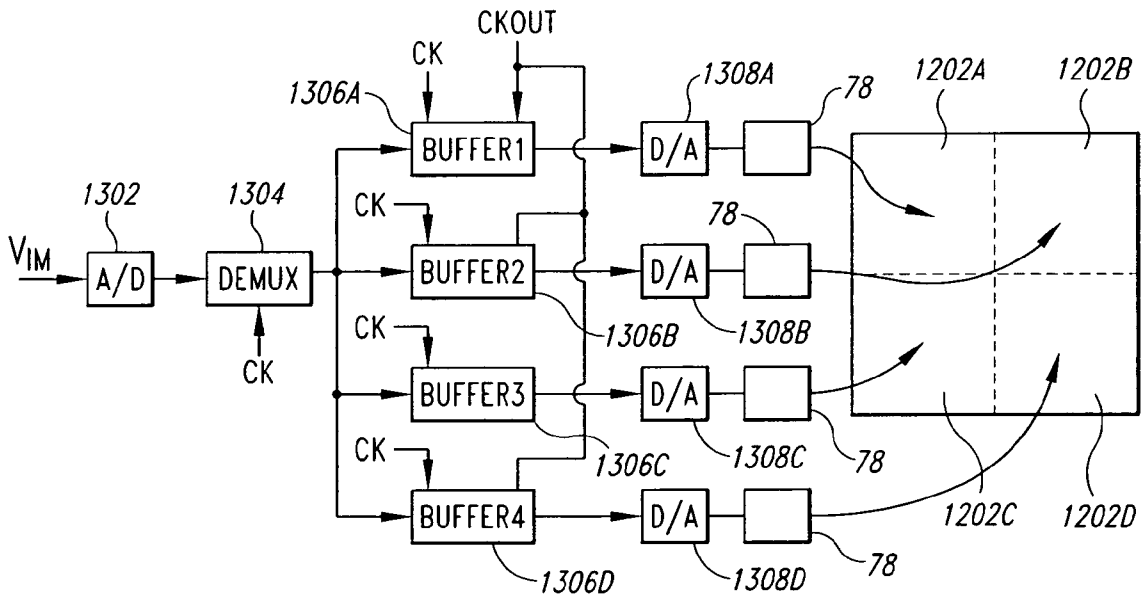 CKOUT
CK
1306A
BUFFER1
1308A
D/A
78
1202A
1202B
1302
1304
VIM
A/D
DEMUX
CK
CK
BUFFER2
1306B
D/A
1308B
78
CK
BUFFER3
1306C
D/A
1308C
78
CK
BUFFER4
1306D
D/A
1308D
78
1202C
1202D